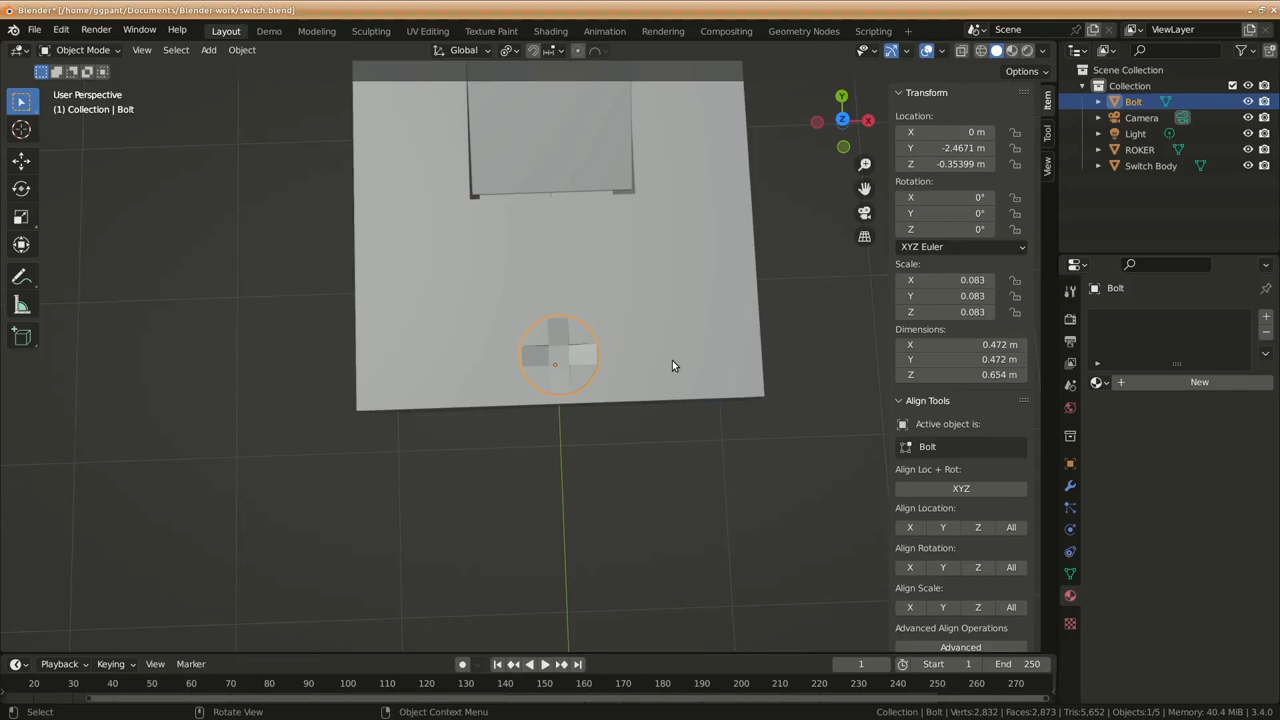 Blender* [/home/ggpant/Documents/Blender-work/switch.blend]
File Edit Render Window Help Layout Demo Modeling Sculpting UV Editing Texture Paint Shading Animation Rendering Compositing Geometry Nodes Scripting + Scene ViewLayer
Object Mode View Select Add Object Global
Options
User Perspective
(1) Collection | Bolt
Y
Z
X
Transform
Location:
X 0 m
Y -2.4671 m
Z -0.35399 m
Rotation:
X 0°
Y 0°
Z 0°
XYZ Euler
Scale:
X 0.083
Y 0.083
Z 0.083
Dimensions:
X 0.472 m
Y 0.472 m
Z 0.654 m
Align Tools
Active object is:
Bolt
Align Loc + Rot:
XYZ
Align Location:
X Y Z All
Align Rotation:
X Y Z All
Align Scale:
X Y Z All
Advanced Align Operations
Advanced
Item
Tool
View
Scene Collection
Collection
Bolt
Camera
Light
ROKER
Switch Body
Bolt
+
New
Playback Keying View Marker 1 Start 1 End 250
20 30 40 50 60 70 80 90 100 110 120 130 140 150 160 170 180 190 200 210 220 230 240 250 260 270
Select Rotate View Object Context Menu Collection | Bolt | Verts:2,832 | Faces:2,873 | Tris:5,652 | Objects:1/5 | Memory: 40.4 MiB | 3.4.0